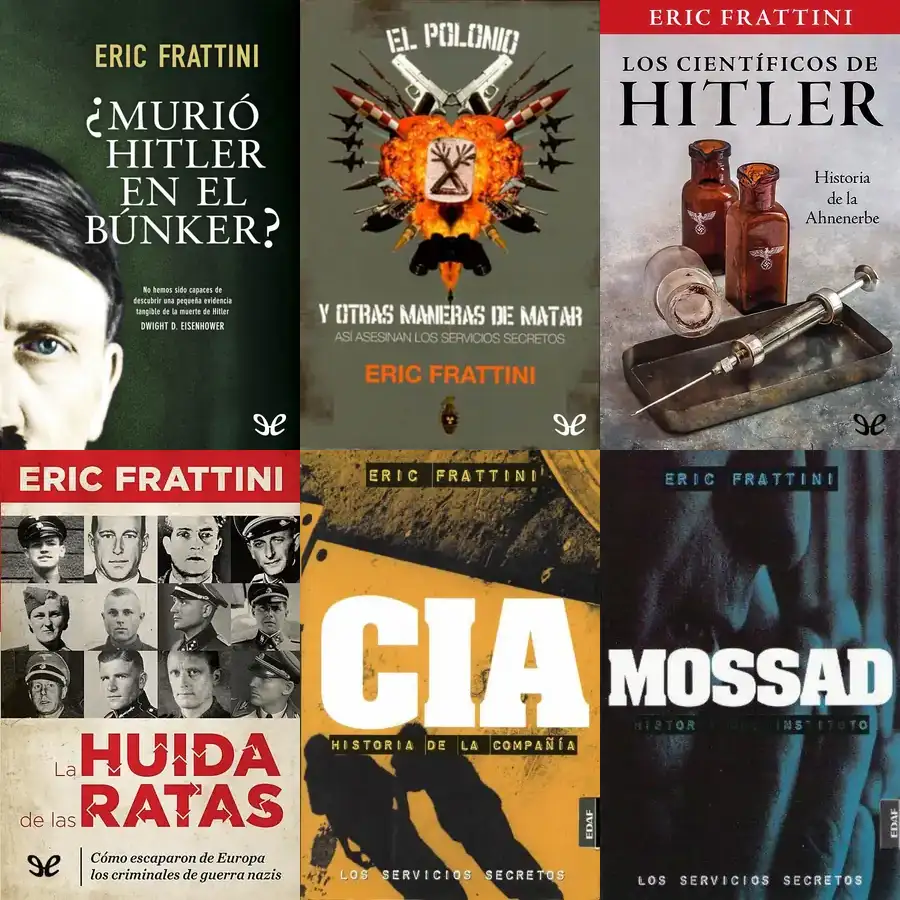 ERIC FRATTINI
¿MURIÓ
HITLER
EN EL
BÚNKER?
No hemos sido capaces de
descubrir una pequeña evidencia
tangible de la muerte de Hitler
DWIGHT D. EISENHOWER
EL POLONIO
Y OTRAS MANERAS DE MATAR
ASÍ ASESINAN LOS SERVICIOS SECRETOS
ERIC FRATTINI
ERIC FRATTINI
LOS CIENTÍFICOS DE
HITLER
Historia
de la
Ahnenerbe
ERIC FRATTINI
La HUIDA
de las RATAS
Cómo escaparon de Europa
los criminales de guerra nazis
ERIC FRATTINI
CIA
HISTORIA DE LA COMPAÑÍA
EDAF
LOS SERVICIOS SECRETOS
ERIC FRATTINI
MOSSAD
INSTITUTO
EDAF
LOS SERVICIOS SECRETOS